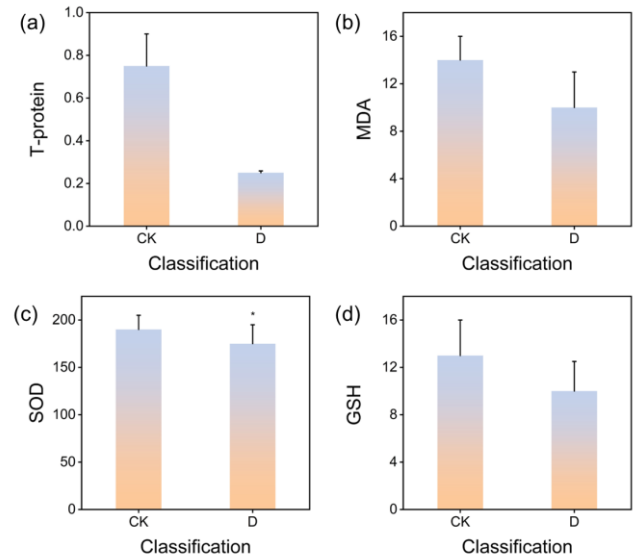 (a)
1.0
0.8
0.6
0.4
0.2
0.0
T-protein
CK D
Classification
(b)
16
12
8
4
0
MDA
CK D
Classification
(c)
200
150
100
50
0
SOD
*
CK D
Classification
(d)
16
12
8
4
0
GSH
CK D
Classification